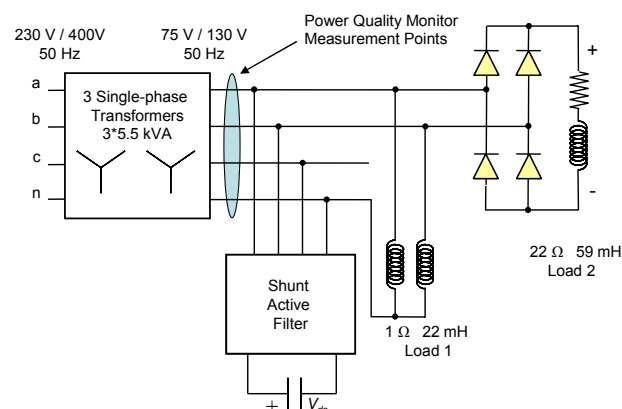 Power Quality Monitor
Measurement Points
230 V / 400V
50 Hz
75 V / 130 V
50 Hz
a
b
c
n
3 Single-phase
Transformers
3*5.5 kVA
+
-
22 Ω 59 mH
Load 2
Shunt
Active
Filter
1 Ω 22 mH
Load 1
+